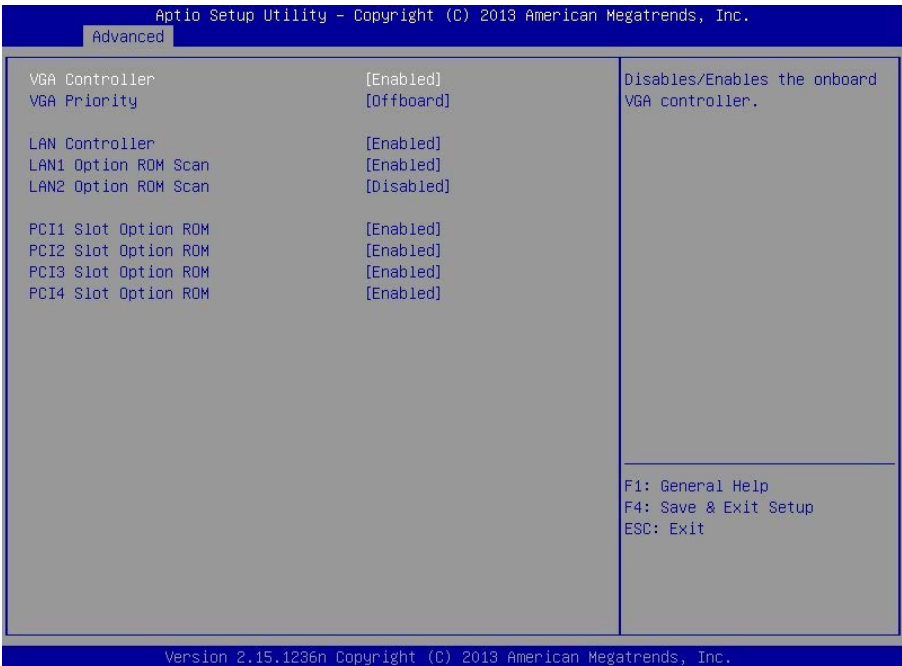 Aptio Setup Utility – Copyright (C) 2013 American Megatrends, Inc.
Advanced
VGA Controller [Enabled]
VGA Priority [Offboard]
LAN Controller [Enabled]
LAN1 Option ROM Scan [Enabled]
LAN2 Option ROM Scan [Disabled]
PCI1 Slot Option ROM [Enabled]
PCI2 Slot Option ROM [Enabled]
PCI3 Slot Option ROM [Enabled]
PCI4 Slot Option ROM [Enabled]
Disables/Enables the onboard
VGA controller.
F1: General Help
F4: Save & Exit Setup
ESC: Exit
Version 2.15.1236n Copyright (C) 2013 American Megatrends, Inc.